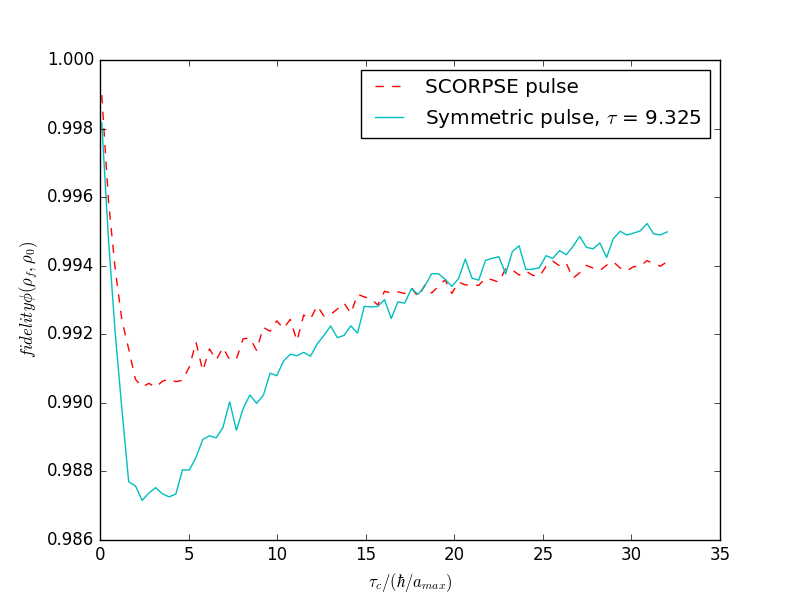 1.000
0.998
0.996
0.994
0.992
0.990
0.988
0.986
0 5 10 15 20 25 30 35
SCORPSE pulse
Symmetric pulse, τ = 9.325
fidelityϕ(ρf, ρ0)
τc/(ħ/amax)